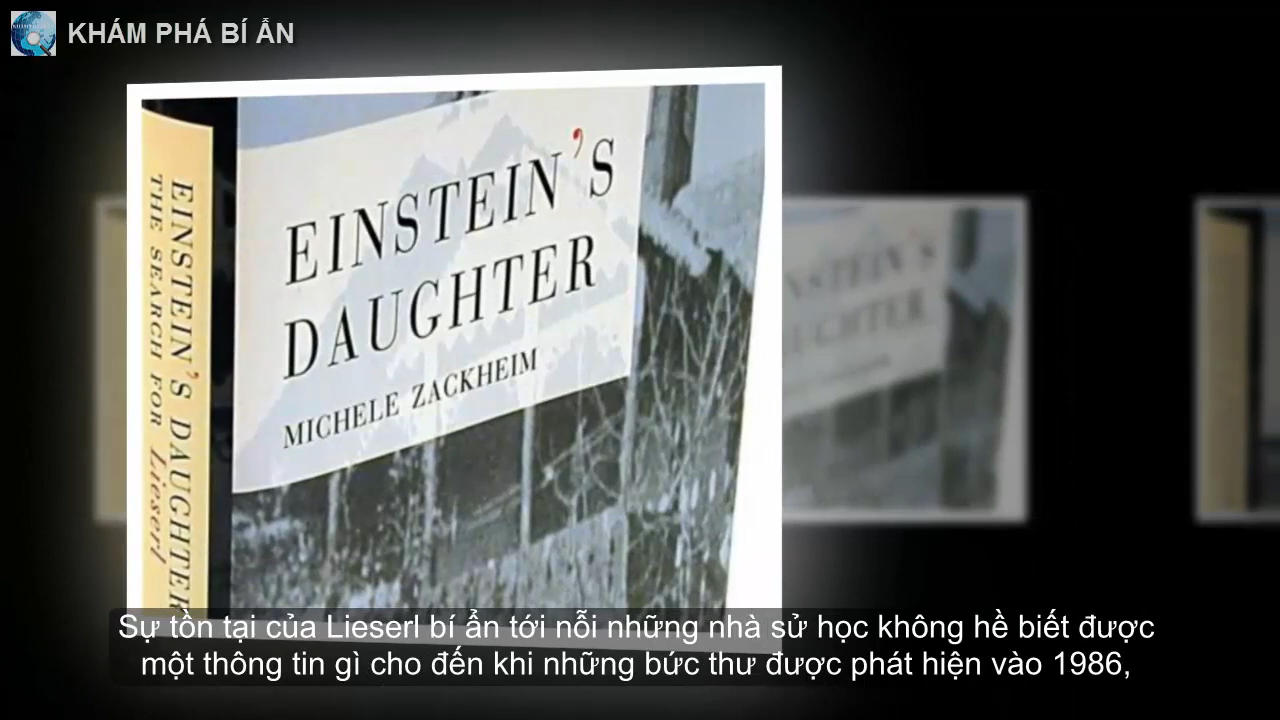 KHÁM PHÁ BÍ ẨN
EINSTEIN'S
DAUGHTER
MICHELE ZACKHEIM
EINSTEIN'S DAUGHTER
THE SEARCH FOR Lieserl
Sự tồn tại của Lieserl bí ẩn tới nỗi những nhà sử học không hề biết được
một thông tin gì cho đến khi những bức thư được phát hiện vào 1986,